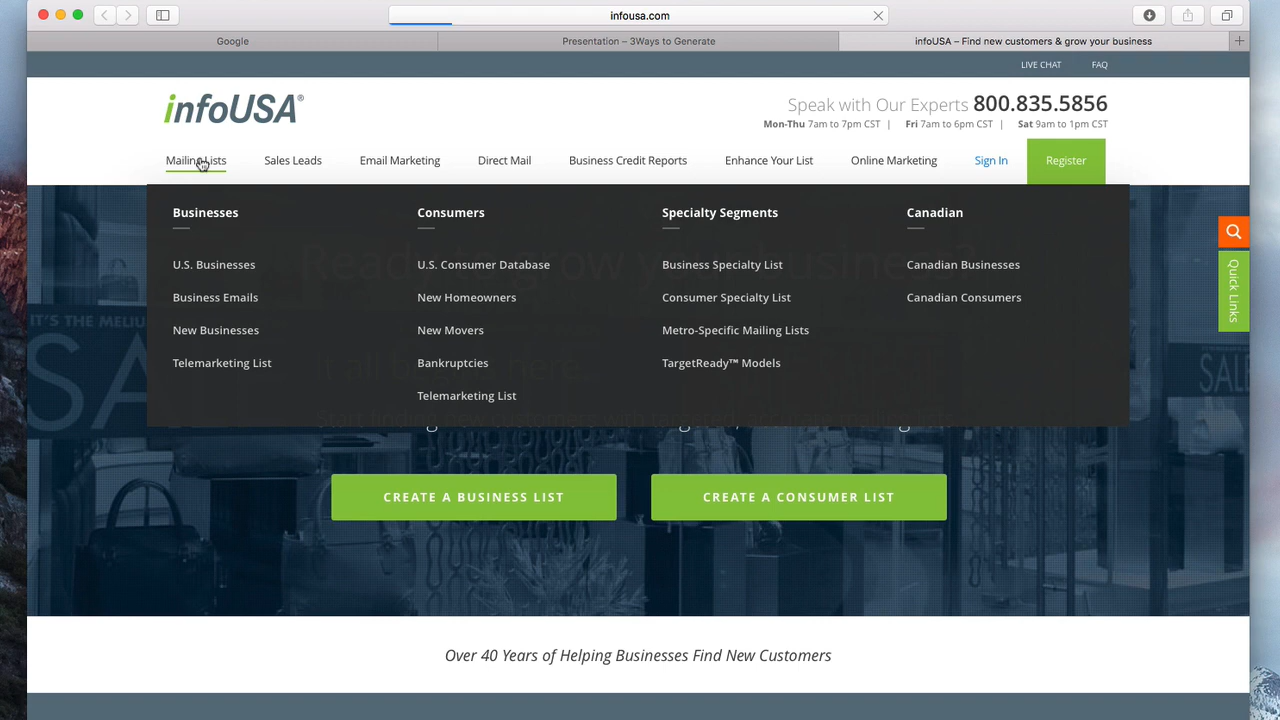 infousa.com
Google
Presentation – 3Ways to Generate
infoUSA – Find new customers & grow your business
LIVE CHAT
FAQ
infoUSA®
Speak with Our Experts 800.835.5856
Mon-Thu 7am to 7pm CST | Fri 7am to 6pm CST | Sat 9am to 1pm CST
Mailing Lists
Sales Leads
Email Marketing
Direct Mail
Business Credit Reports
Enhance Your List
Online Marketing
Sign In
Register
Businesses
Consumers
Specialty Segments
Canadian
U.S. Businesses
U.S. Consumer Database
Business Specialty List
Canadian Businesses
Business Emails
New Homeowners
Consumer Specialty List
Canadian Consumers
New Businesses
New Movers
Metro-Specific Mailing Lists
Telemarketing List
Bankruptcies
TargetReady™ Models
Telemarketing List
Quick Links
IT'S THE
SA
SALE
CREATE A BUSINESS LIST
CREATE A CONSUMER LIST
Over 40 Years of Helping Businesses Find New Customers